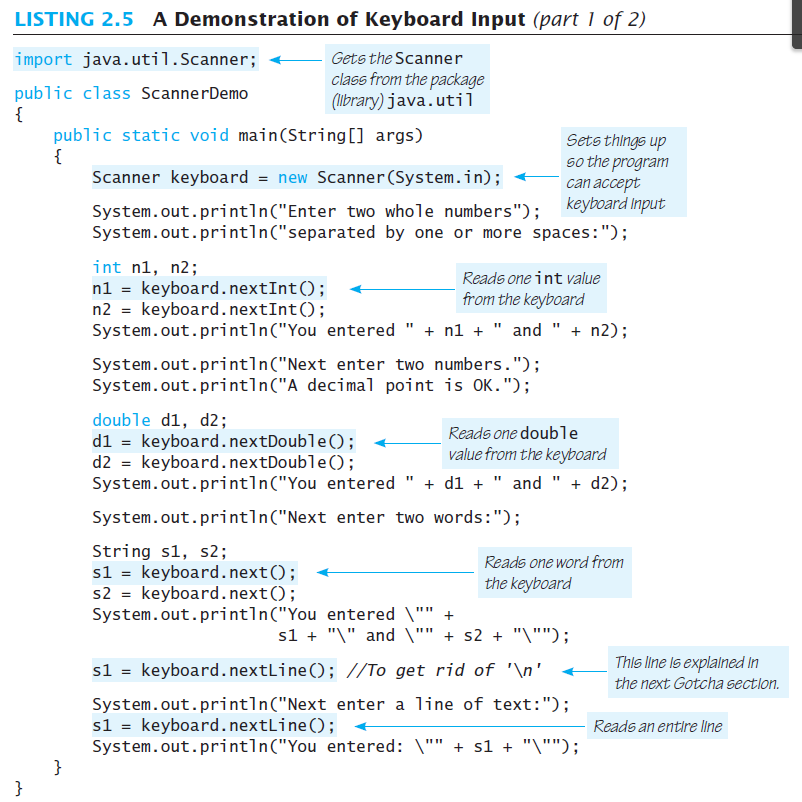 LISTING 2.5 A Demonstration of Keyboard Input (part 1 of 2)
import java.util.Scanner;
Gets the Scanner
class from the package
(library) java.util
public class ScannerDemo
{
public static void main(String[] args)
{
Scanner keyboard = new Scanner(System.in);
Sets things up
so the program
can accept
keyboard input
System.out.println("Enter two whole numbers");
System.out.println("separated by one or more spaces:");
int n1, n2;
n1 = keyboard.nextInt();
Reads one int value
from the keyboard
n2 = keyboard.nextInt();
System.out.println("You entered " + n1 + " and " + n2);
System.out.println("Next enter two numbers.");
System.out.println("A decimal point is OK.");
double d1, d2;
d1 = keyboard.nextDouble();
Reads one double
value from the keyboard
d2 = keyboard.nextDouble();
System.out.println("You entered " + d1 + " and " + d2);
System.out.println("Next enter two words:");
String s1, s2;
s1 = keyboard.next();
Reads one word from
the keyboard
s2 = keyboard.next();
System.out.println("You entered \"" +
s1 + "\" and \"" + s2 + "\"");
s1 = keyboard.nextLine(); //To get rid of '\n'
This line is explained in
the next Gotcha section.
System.out.println("Next enter a line of text:");
s1 = keyboard.nextLine();
Reads an entire line
System.out.println("You entered: \"" + s1 + "\"");
}
}